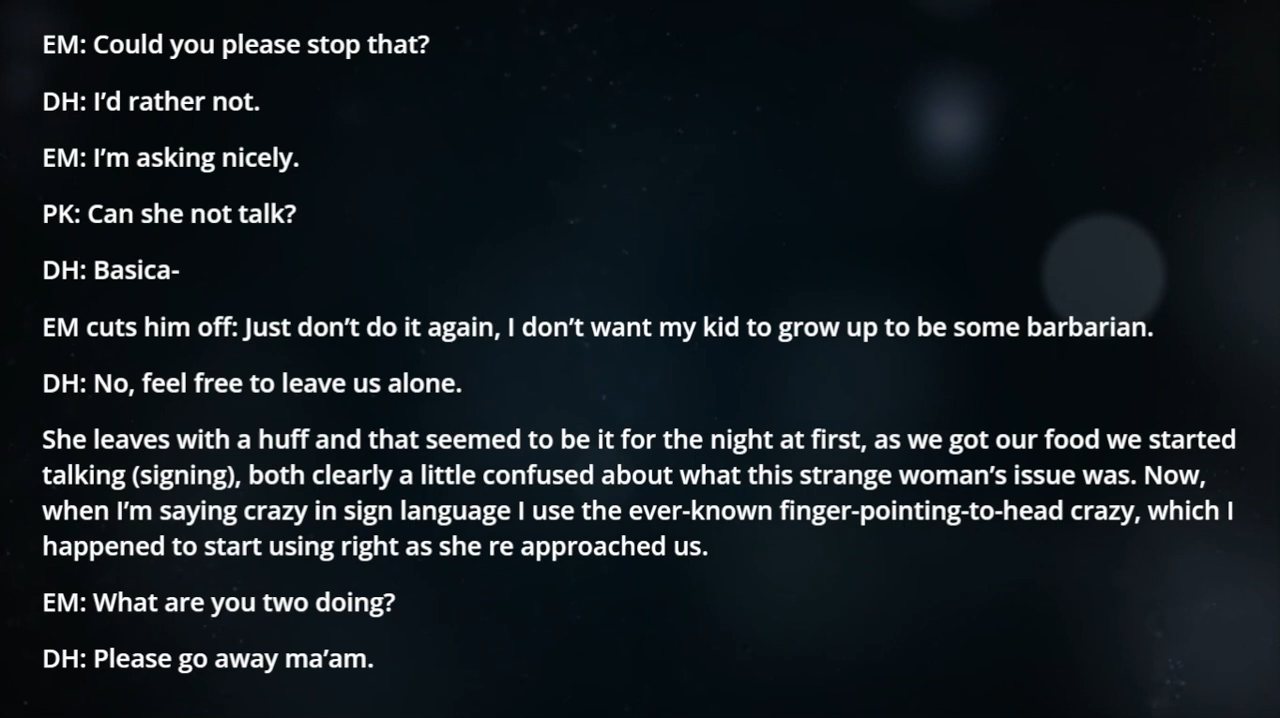 EM: Could you please stop that?
DH: I’d rather not.
EM: I’m asking nicely.
PK: Can she not talk?
DH: Basica-
EM cuts him off: Just don’t do it again, I don’t want my kid to grow up to be some barbarian.
DH: No, feel free to leave us alone.
She leaves with a huff and that seemed to be it for the night at first, as we got our food we started
talking (signing), both clearly a little confused about what this strange woman’s issue was. Now,
when I’m saying crazy in sign language I use the ever-known finger-pointing-to-head crazy, which I
happened to start using right as she re approached us.
EM: What are you two doing?
DH: Please go away ma’am.